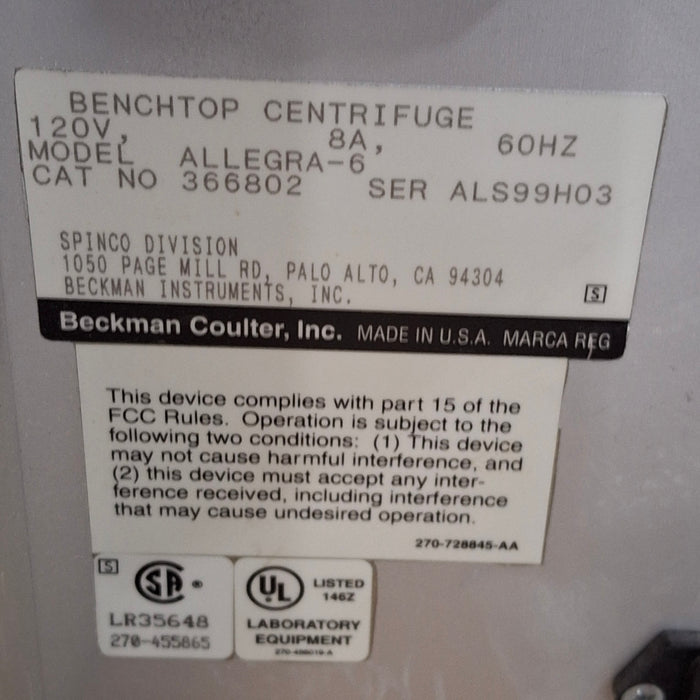 BENCHTOP CENTRIFUGE
120V, 8A, 60HZ
MODEL ALLEGRA-6
CAT NO 366802 SER ALS99H03
SPINCO DIVISION
1050 PAGE MILL RD, PALO ALTO, CA 94304
BECKMAN INSTRUMENTS, INC.
S
Beckman Coulter, Inc. MADE IN U.S.A. MARCA REG
This device complies with part 15 of the
FCC Rules. Operation is subject to the
following two conditions: (1) This device
may not cause harmful interference, and
(2) this device must accept any inter-
ference received, including interference
that may cause undesired operation.
270-728845-AA
S
SA ®
LR35648
270-455865
UL LISTED
146Z
LABORATORY
EQUIPMENT